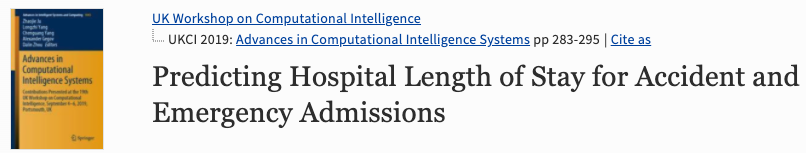 UK Workshop on Computational Intelligence
UKCI 2019: Advances in Computational Intelligence Systems pp 283-295 | Cite as
Predicting Hospital Length of Stay for Accident and
Emergency Admissions
Advances in Intelligent Systems and Computing
Zhaojie Ju
Longzhi Yang
Chenguang Yang
Alexander Gegov
Dalin Zhou Editors
Advances in
Computational
Intelligence Systems
Contributions Presented at the 19th
UK Workshop on Computational
Intelligence, September 4–6, 2019,
Portsmouth, UK
Springer